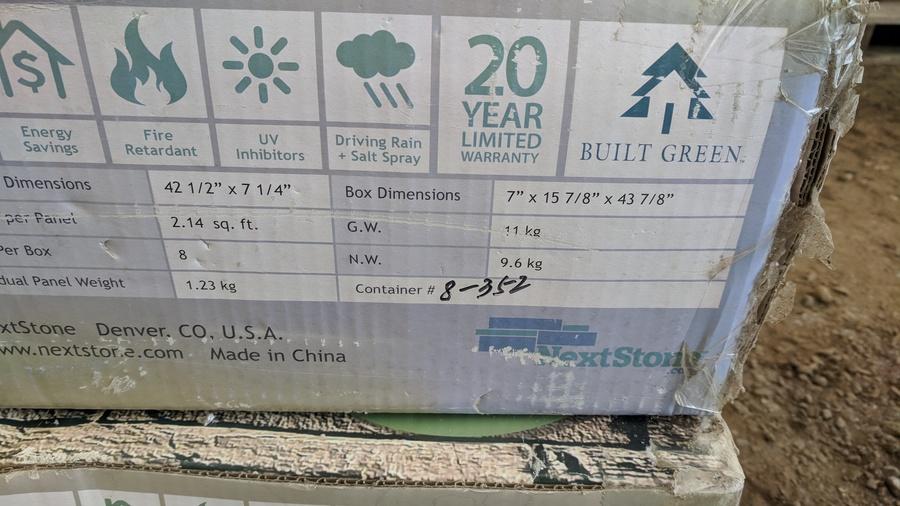 $
Energy Savings
Fire Retardant
UV Inhibitors
Driving Rain + Salt Spray
20 YEAR LIMITED WARRANTY
BUILT GREEN
Dimensions 42 1/2" x 7 1/4" Box Dimensions 7" x 15 7/8" x 43 7/8"
per Panel 2.14 sq. ft. G.W. 11 kg
Per Box 8 N.W. 9.6 kg
dual Panel Weight 1.23 kg Container # 8-352
xtStone Denver, CO, U.S.A.
ww.nextstone.com Made in China
NextStone
.com